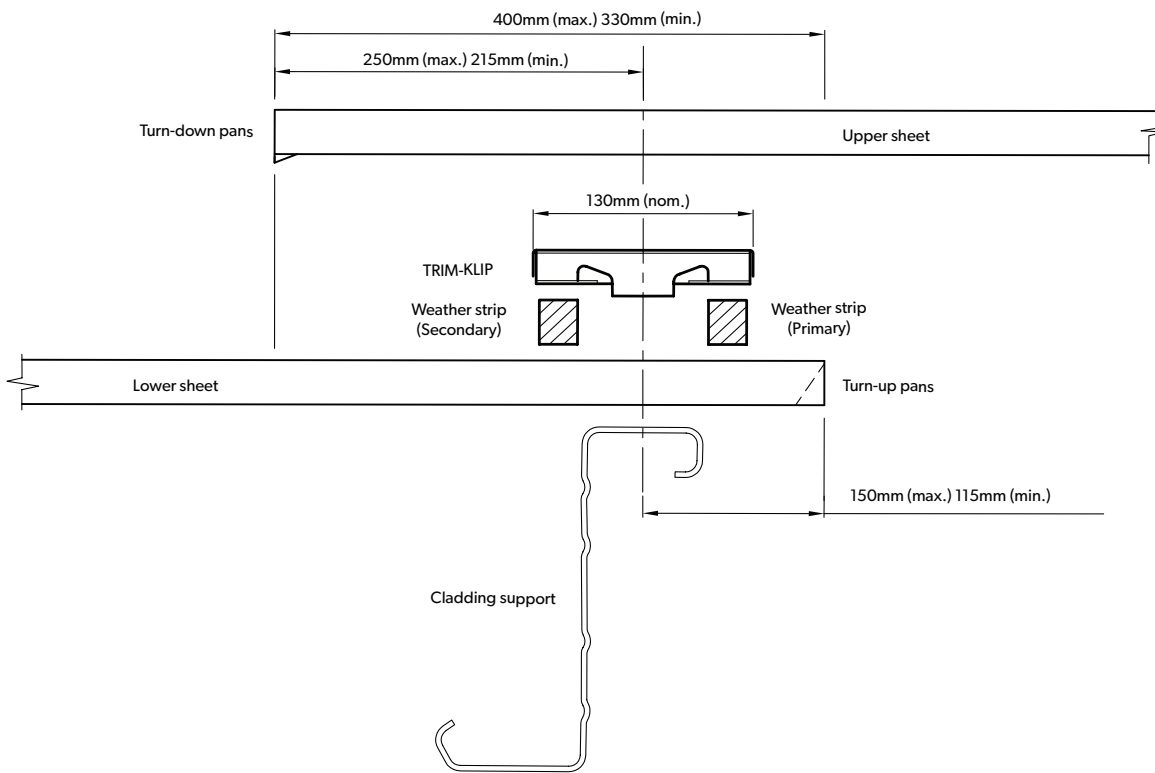 400mm (max.) 330mm (min.)
250mm (max.) 215mm (min.)
Turn-down pans
Upper sheet
130mm (nom.)
TRIM-KLIP
Weather strip
(Secondary)
Weather strip
(Primary)
Lower sheet
Turn-up pans
150mm (max.) 115mm (min.)
Cladding support